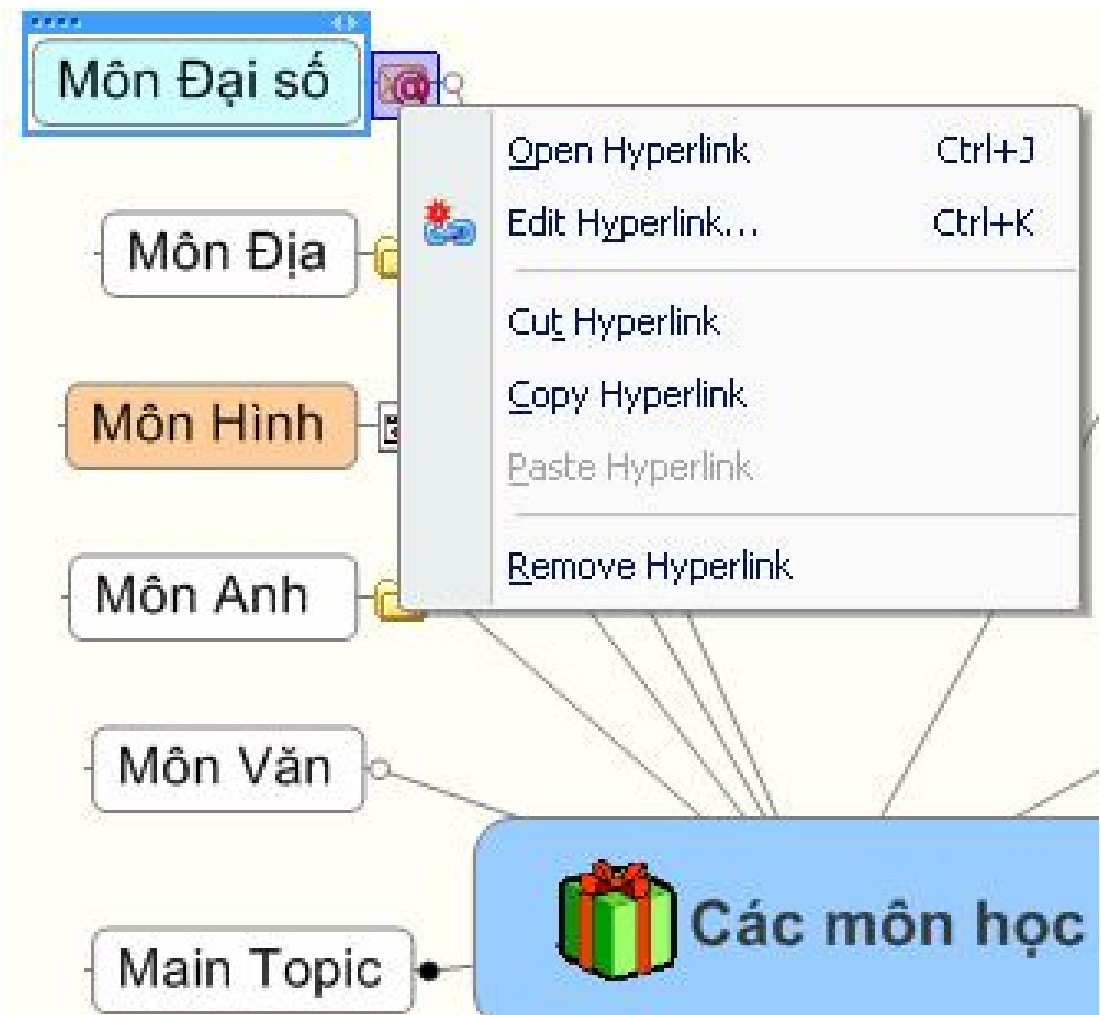 Môn Đại số
Open Hyperlink Ctrl+J
Edit Hyperlink... Ctrl+K
Cut Hyperlink
Copy Hyperlink
Paste Hyperlink
Remove Hyperlink
Môn Địa
Môn Hình
Môn Anh
Môn Văn
Main Topic
Các môn học